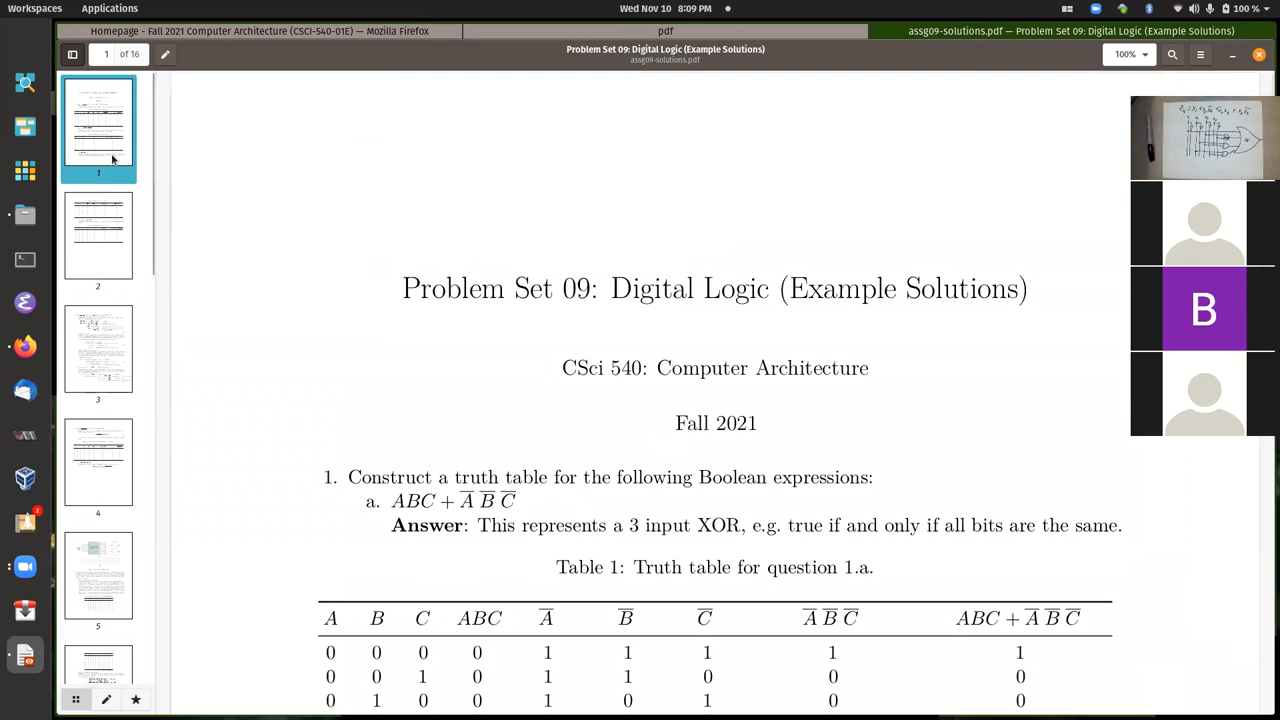 Workspaces Applications Wed Nov 10 8:09 PM 100 %
Homepage - Fall 2021 Computer Architecture (CSCI-540-01E) — Mozilla Firefox pdf assg09-solutions.pdf — Problem Set 09: Digital Logic (Example Solutions)
1 of 16 Problem Set 09: Digital Logic (Example Solutions) 100%
assg09-solutions.pdf
1
2
3
4
5
2
B
Problem Set 09: Digital Logic (Example Solutions)
CSci 540: Computer Architecture
Fall 2021
1. Construct a truth table for the following Boolean expressions:
a. ABC + A̅ B̅ C̅
Answer: This represents a 3 input XOR, e.g. true if and only if all bits are the same.
Table 1: Truth table for question 1.a.
A B C ABC A̅ B̅ C̅ A̅ B̅ C̅ ABC + A̅ B̅ C̅
0 0 0 0 1 1 1 1 1
0 0 1 0 1 1 0 0 0
0 1 0 0 1 0 1 0 0